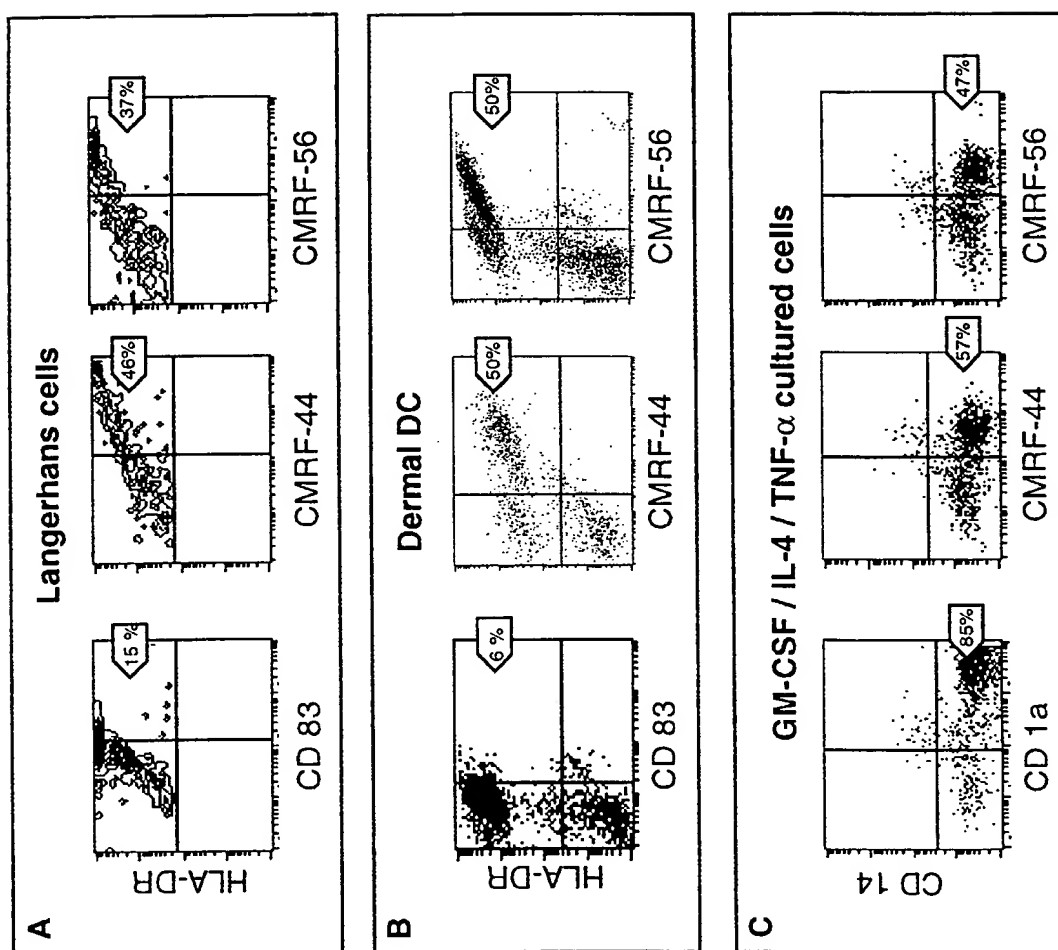 A
Langerhans cells
15 %
46%
37%
HLA-DR
CD 83
CMRF-44
CMRF-56
B
Dermal DC
6 %
50%
50%
HLA-DR
CD 83
CMRF-44
CMRF-56
C
GM-CSF / IL-4 / TNF-α cultured cells
85%
57%
47%
CD 14
CD 1a
CMRF-44
CMRF-56